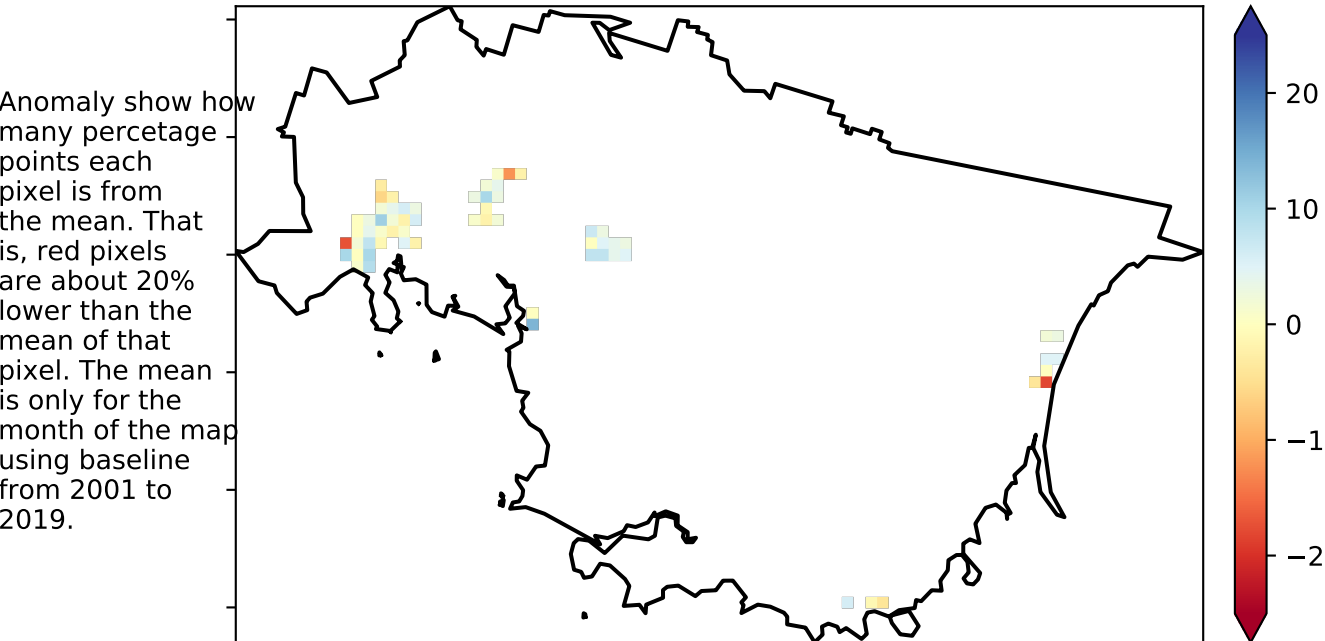 Anomaly show how
many percetage
points each
pixel is from
the mean. That
is, red pixels
are about 20%
lower than the
mean of that
pixel. The mean
is only for the
month of the map
using baseline
from 2001 to
2019.
20
10
0
−1
−2